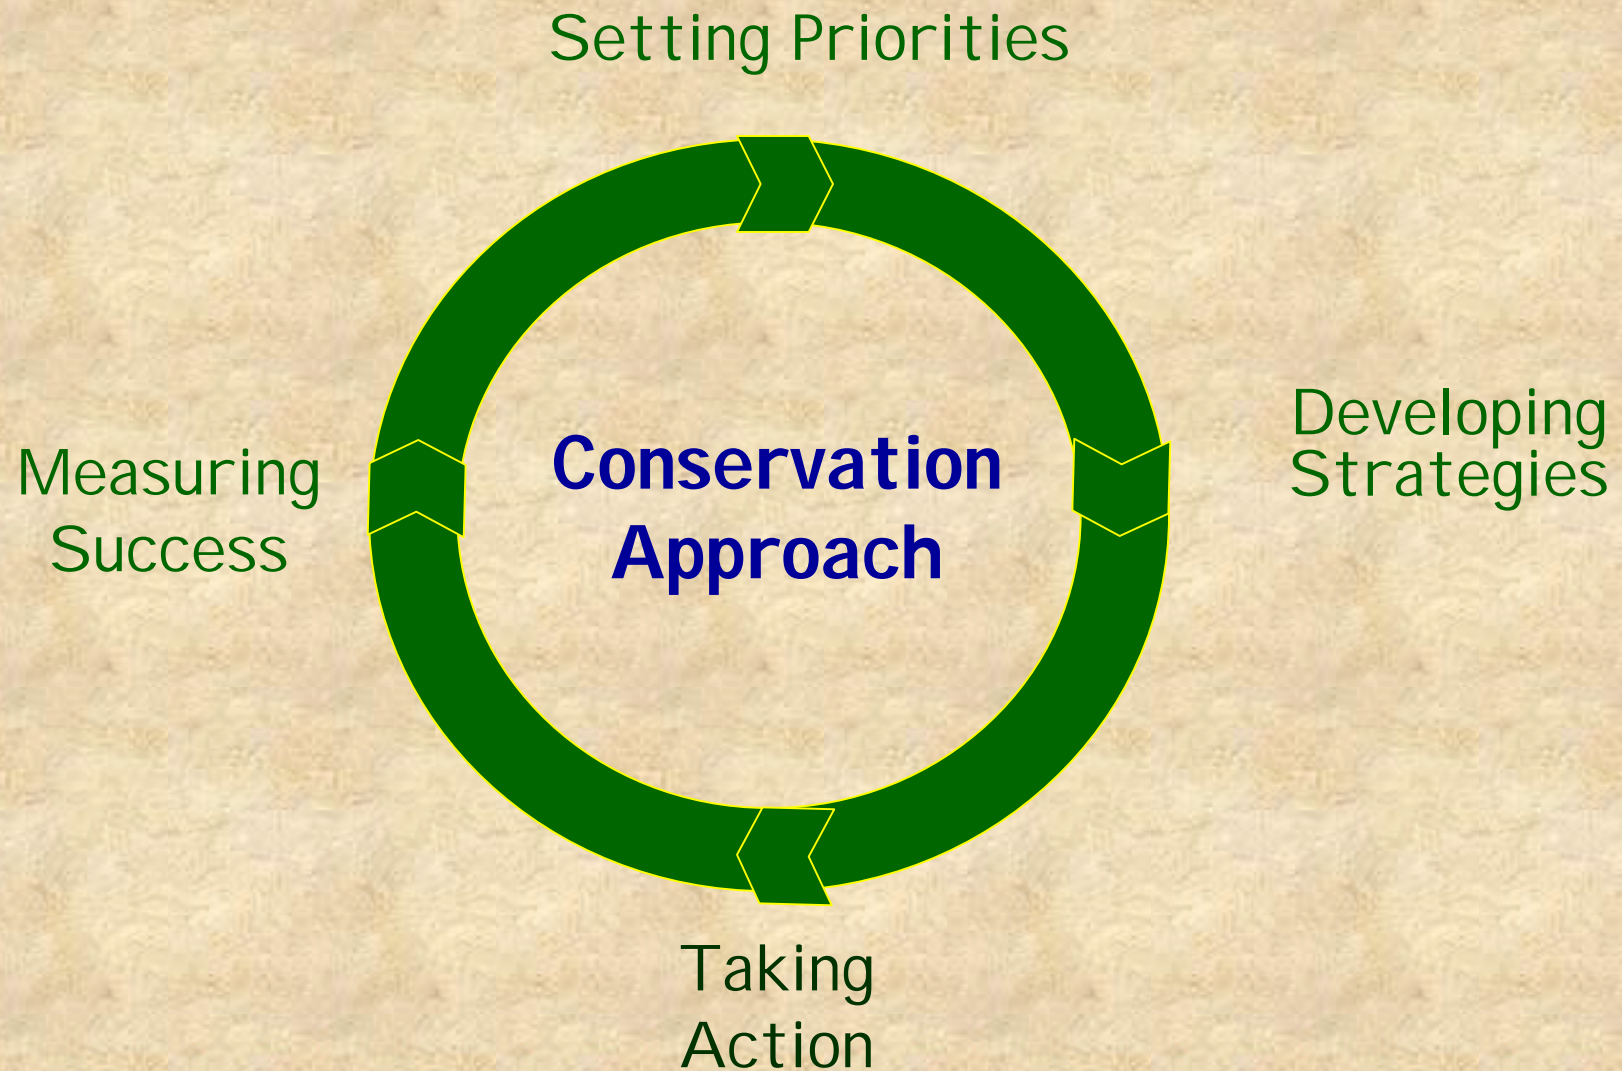 Setting Priorities
Developing
Strategies
Measuring
Success
Conservation
Approach
Taking
Action